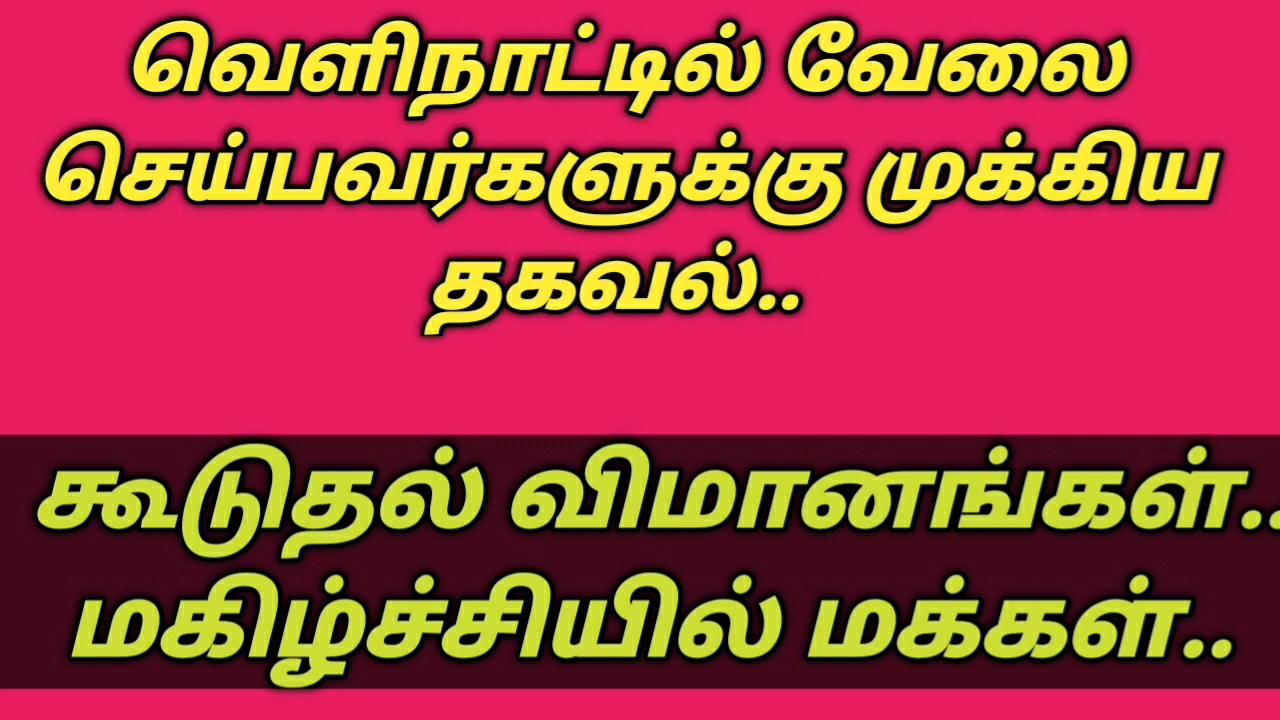 வெளிநாட்டில் வேலை
செய்பவர்களுக்கு முக்கிய
தகவல்..
கூடுதல் விமானங்கள்..
மகிழ்ச்சியில் மக்கள்..